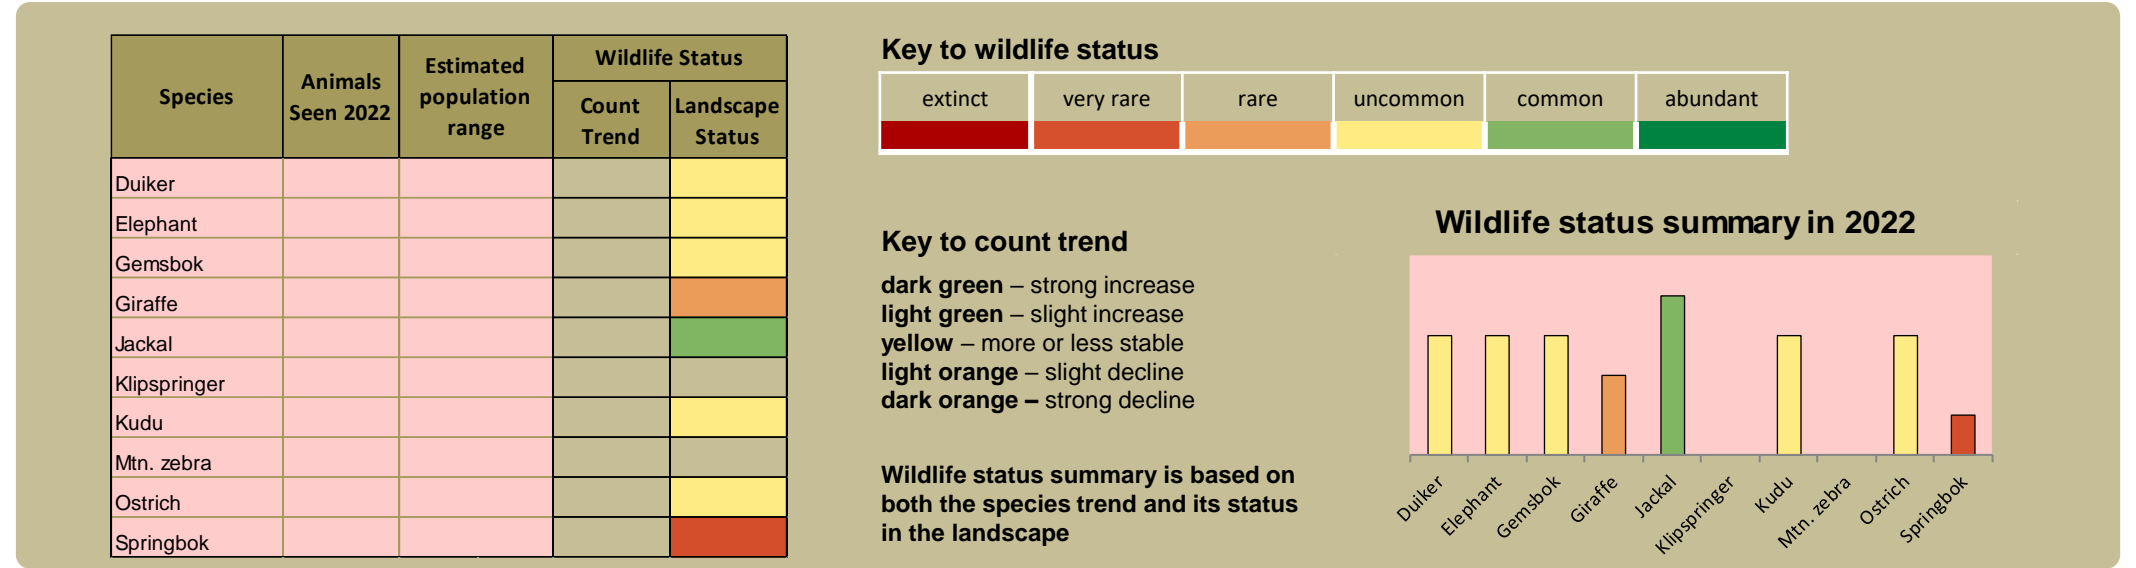 Species
Animals
Seen 2022
Estimated
population
range
Wildlife Status
Count
Trend
Landscape
Status
Duiker
Elephant
Gemsbok
Giraffe
Jackal
Klipspringer
Kudu
Mtn. zebra
Ostrich
Springbok
Key to wildlife status
extinct very rare rare uncommon common abundant
Key to count trend
dark green – strong increase
light green – slight increase
yellow – more or less stable
light orange – slight decline
dark orange – strong decline
Wildlife status summary is based on
both the species trend and its status
in the landscape
Wildlife status summary in 2022
Duiker
Elephant
Gemsbok
Giraffe
Jackal
Klipspringer
Kudu
Mtn. zebra
Ostrich
Springbok